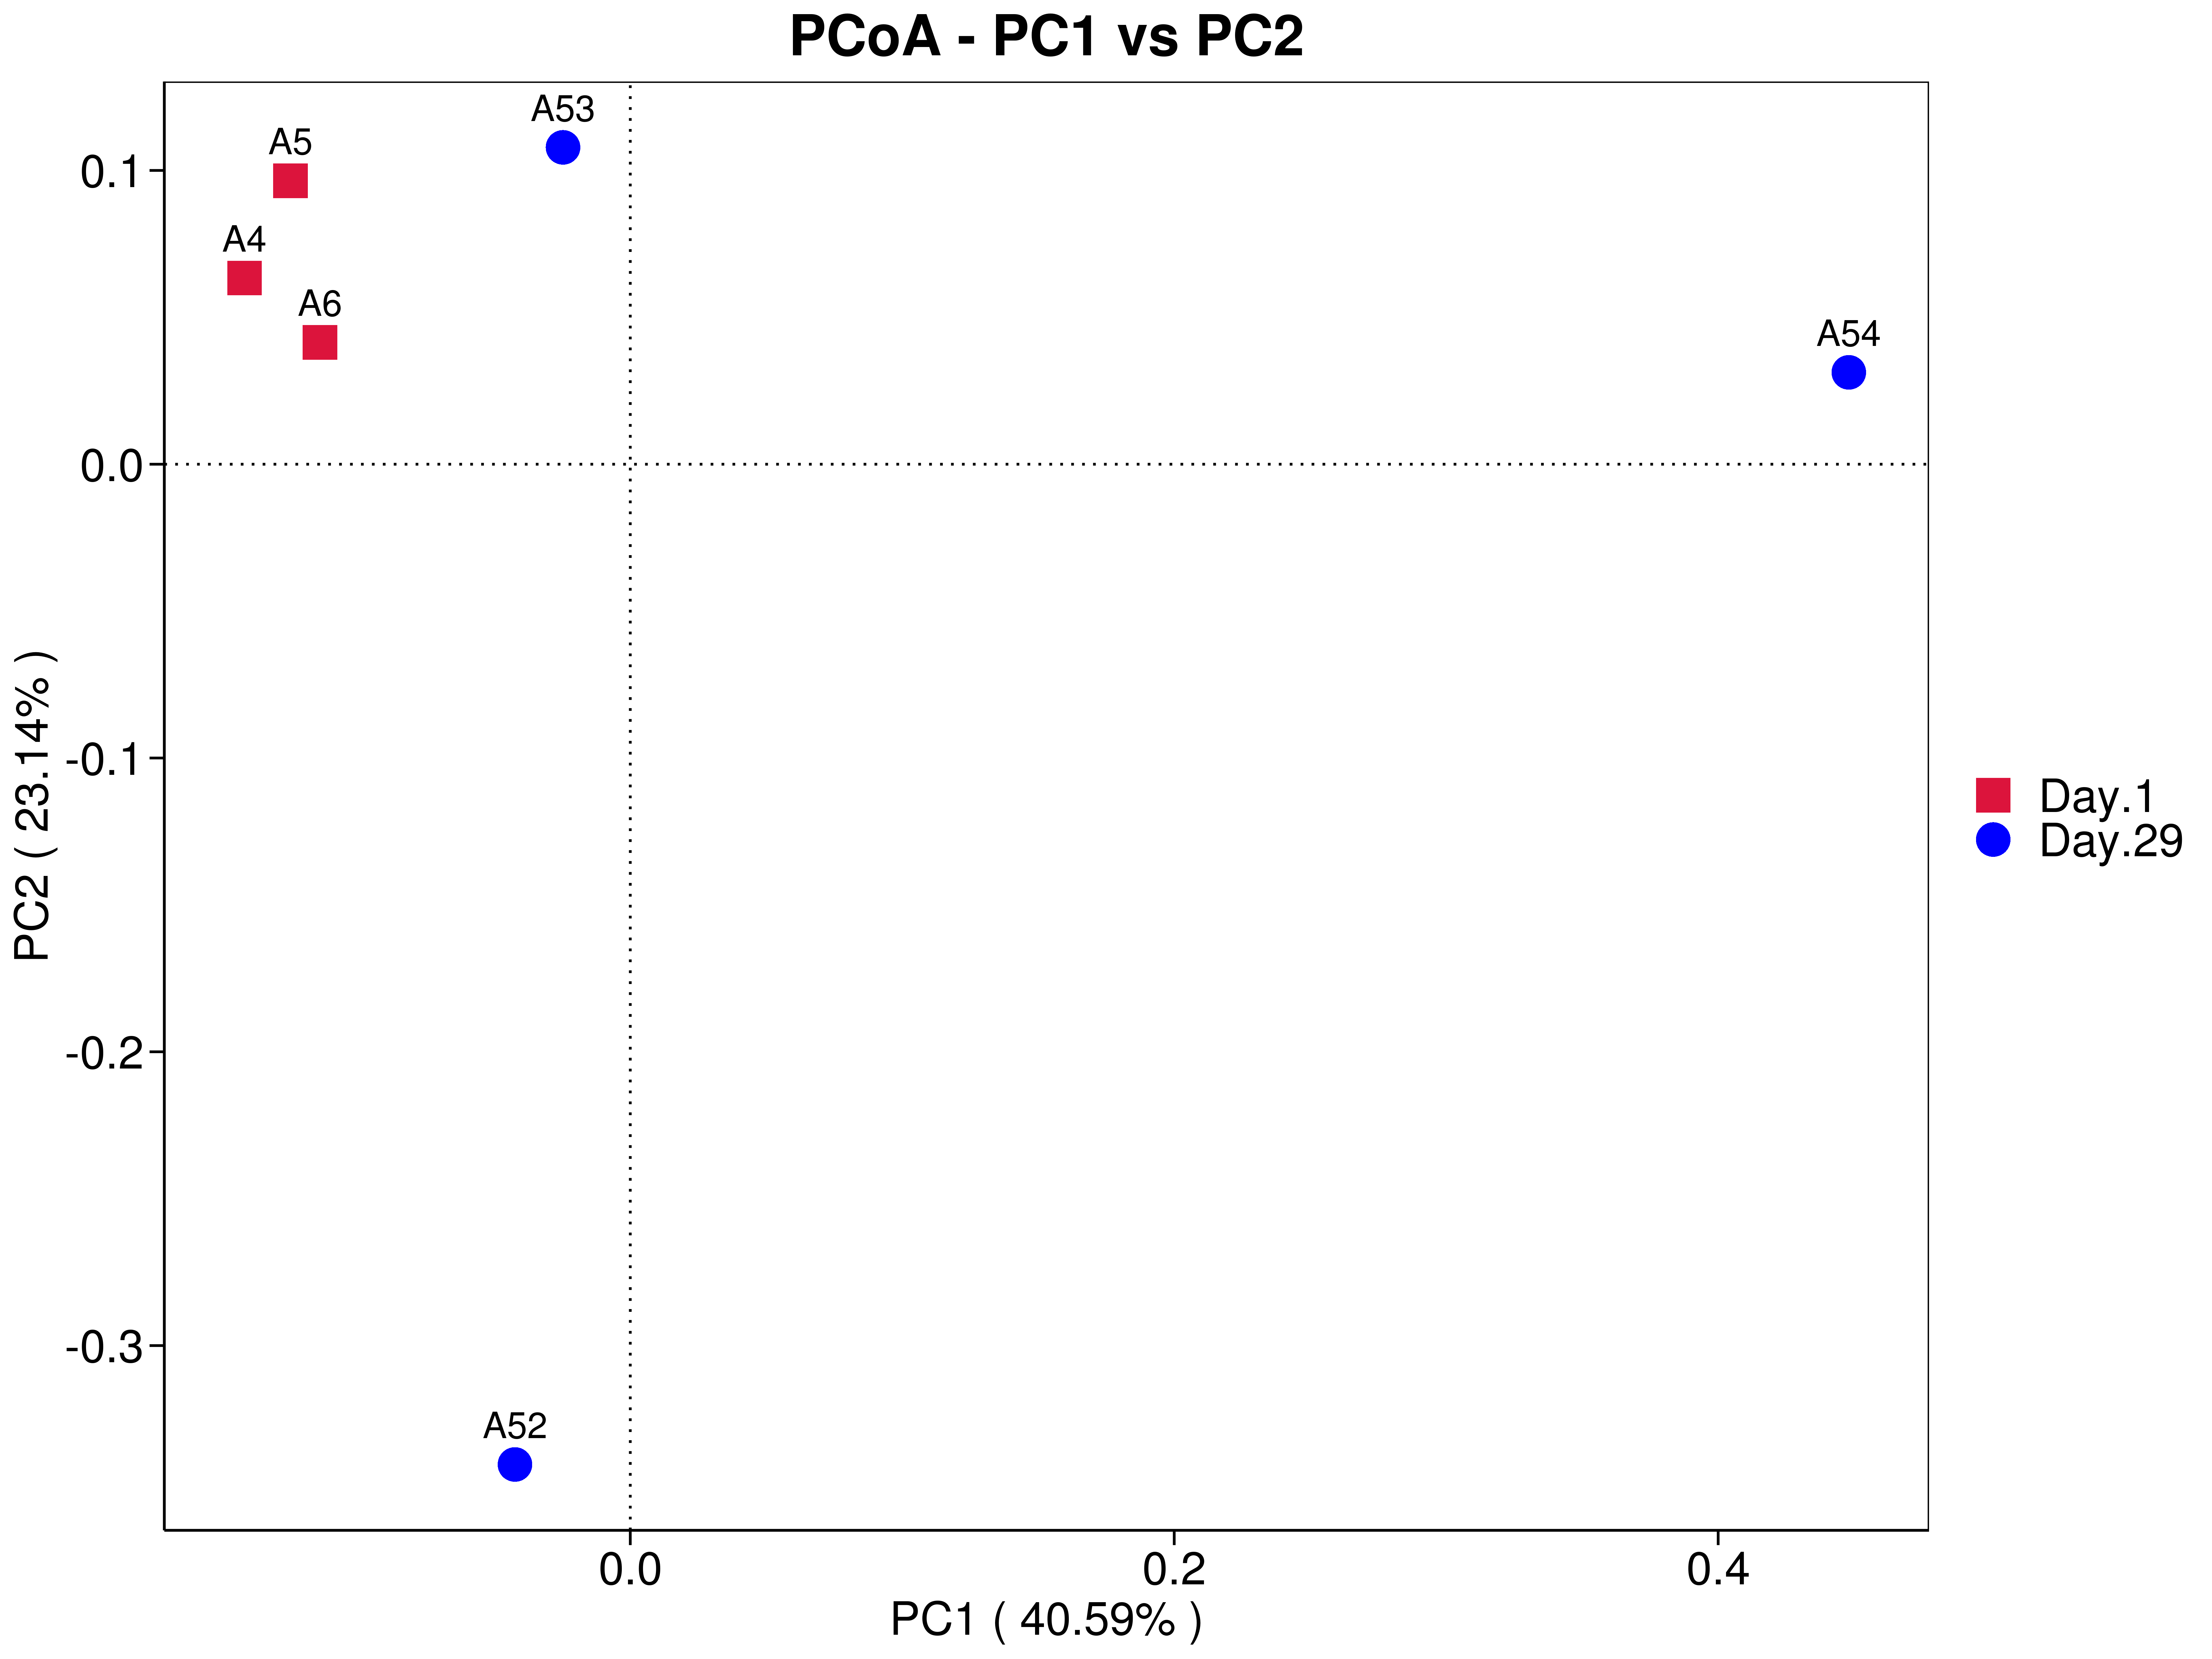 PCoA - PC1 vs PC2
A53
A5
0.1
A4
A6
A54
0.0
PC2 ( 23.14% )
-0.1
Day.1
Day.29
-0.2
-0.3
A52
0.0 0.2 0.4
PC1 ( 40.59% )